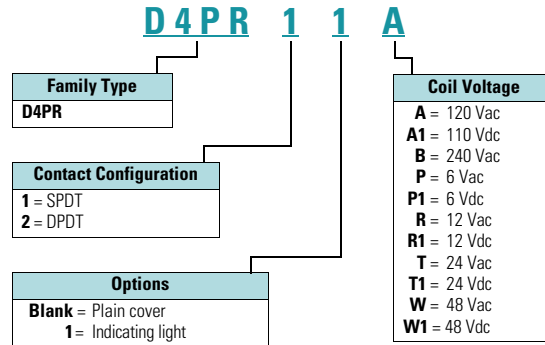 D4PR 1 1 A
Family Type
D4PR
Contact Configuration
1 = SPDT
2 = DPDT
Options
Blank = Plain cover
1 = Indicating light
Coil Voltage
A = 120 Vac
A1 = 110 Vdc
B = 240 Vac
P = 6 Vac
P1 = 6 Vdc
R = 12 Vac
R1 = 12 Vdc
T = 24 Vac
T1 = 24 Vdc
W = 48 Vac
W1 = 48 Vdc